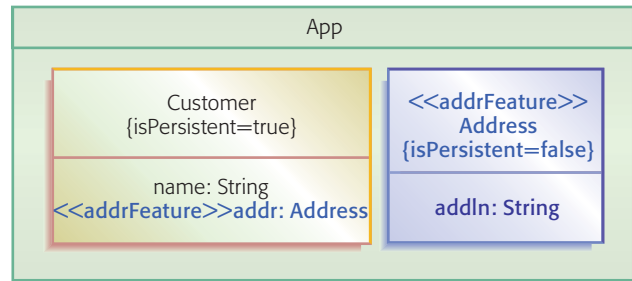 App
Customer
{isPersistent=true}
name: String
<<addrFeature>>addr: Address
<<addrFeature>>
Address
{isPersistent=false}
addln: String